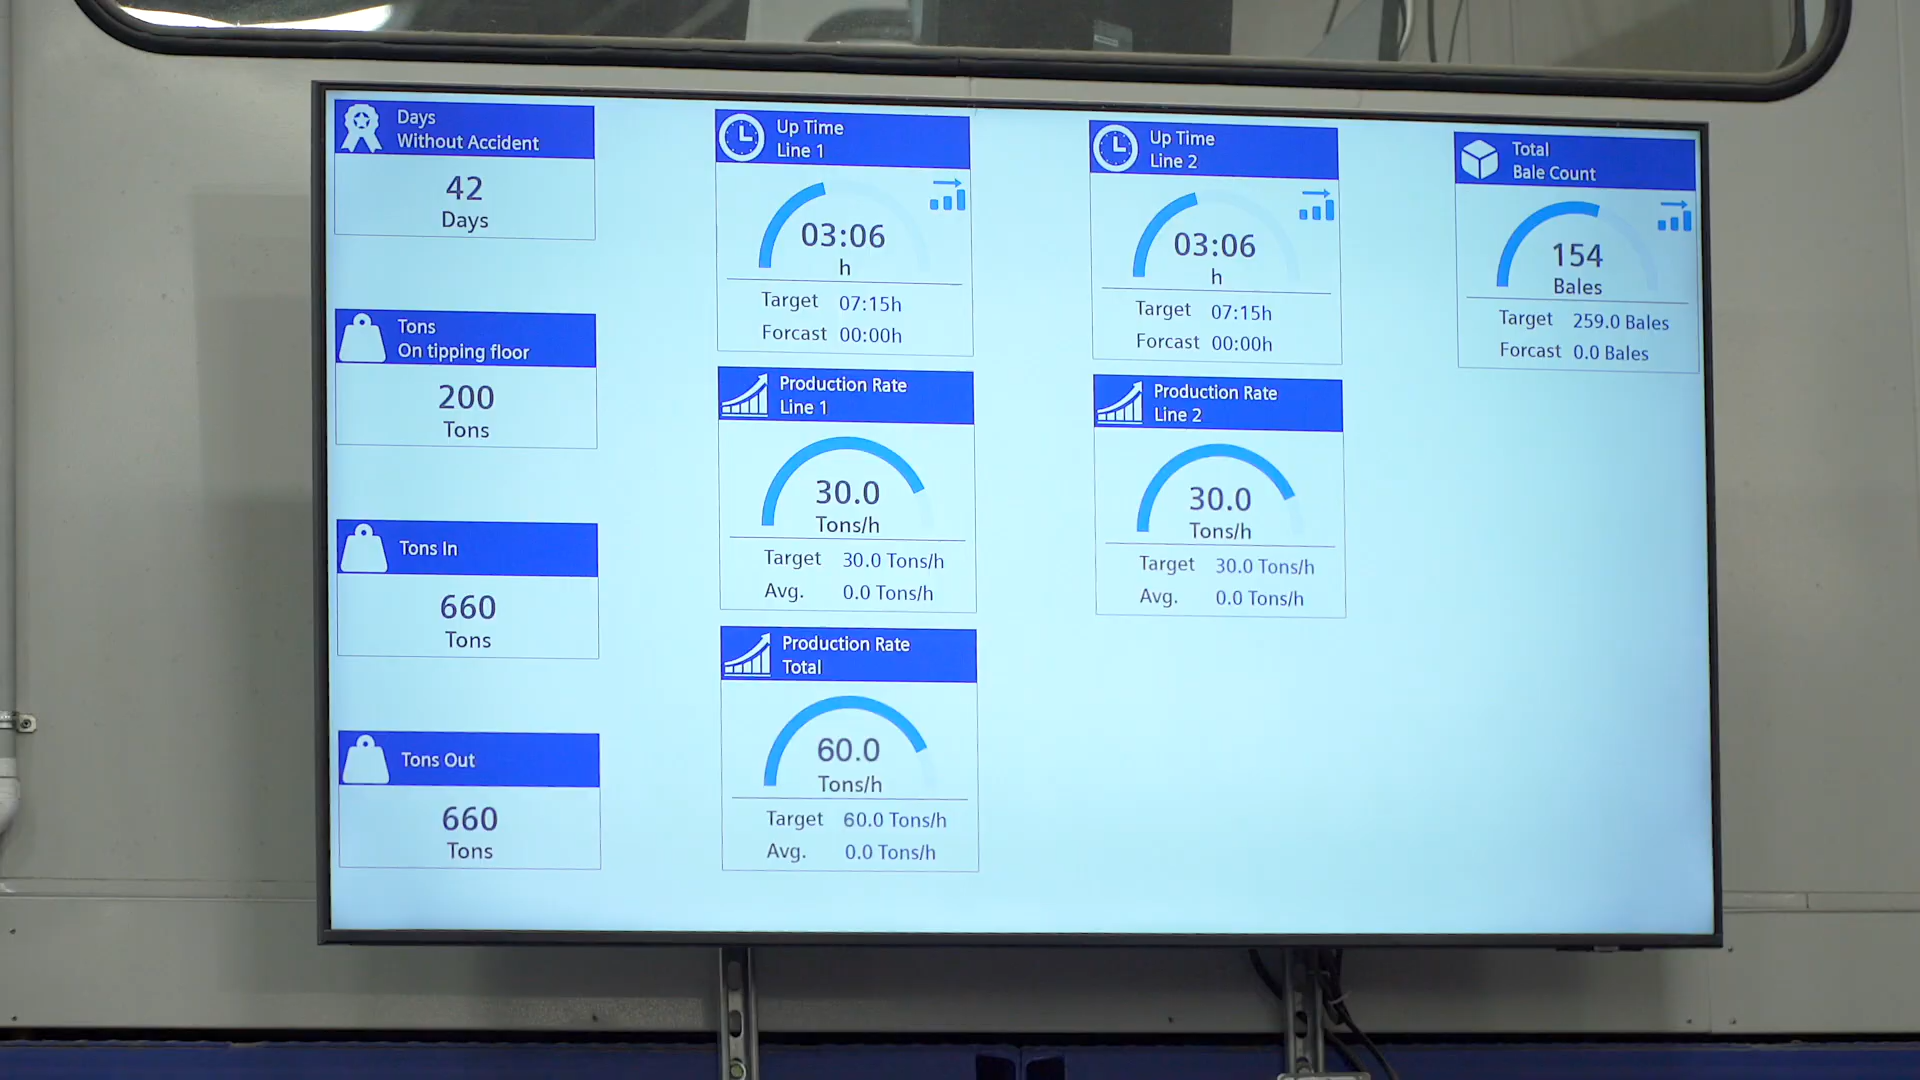 Days
Without Accident
42
Days
Tons
On tipping floor
200
Tons
Tons In
660
Tons
Tons Out
660
Tons
Up Time
Line 1
03:06
h
Target 07:15h
Forcast 00:00h
Production Rate
Line 1
30.0
Tons/h
Target 30.0 Tons/h
Avg. 0.0 Tons/h
Production Rate
Total
60.0
Tons/h
Target 60.0 Tons/h
Avg. 0.0 Tons/h
Up Time
Line 2
03:06
h
Target 07:15h
Forcast 00:00h
Production Rate
Line 2
30.0
Tons/h
Target 30.0 Tons/h
Avg. 0.0 Tons/h
Total
Bale Count
154
Bales
Target 259.0 Bales
Forcast 0.0 Bales